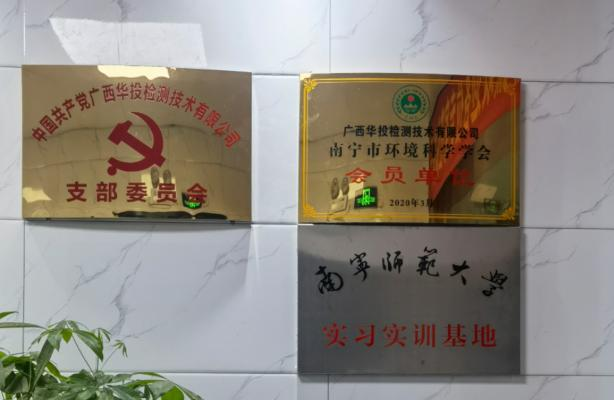 中国共产党广西华投检测技术有限公司
支部委员会
广西华投检测技术有限公司
南宁市环境科学学会
会员单位
2020年5月
南宁师范大学
实习实训基地